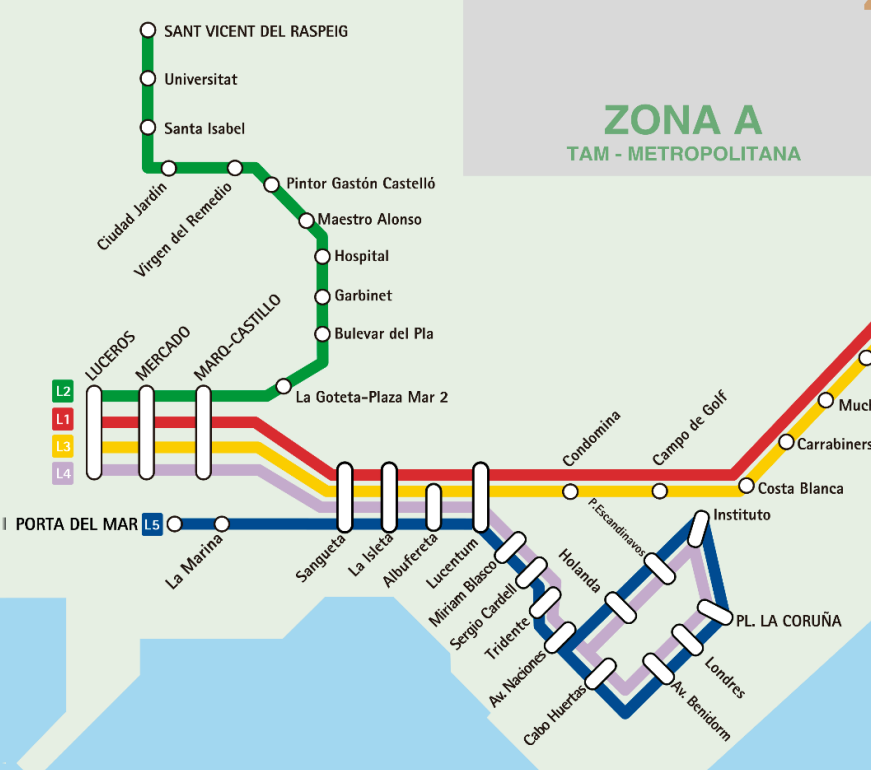 SANT VICENT DEL RASPEIG
Universitat
Santa Isabel
ZONA A
TAM - METROPOLITANA
Ciudad Jardín
Virgen del Remedio
Pintor Gastón Castelló
Maestro Alonso
Hospital
Garbinet
Bulevar del Pla
La Goteta-Plaza Mar 2
LUCEROS
MERCADO
MARQ-CASTILLO
L2
L1
L3
L4
PORTA DEL MAR
L5
La Marina
Sangueta
La Isleta
Albufereta
Lucentum
Condomina
Campo de Golf
Costa Blanca
Carrabiners
Much
Miriam Blasco
Sergio Cardell
Tridente
Av. Naciones
Cabo Huertas
Holanda
P.Escandinavos
Instituto
PL. LA CORUÑA
Londres
Av. Benidorm